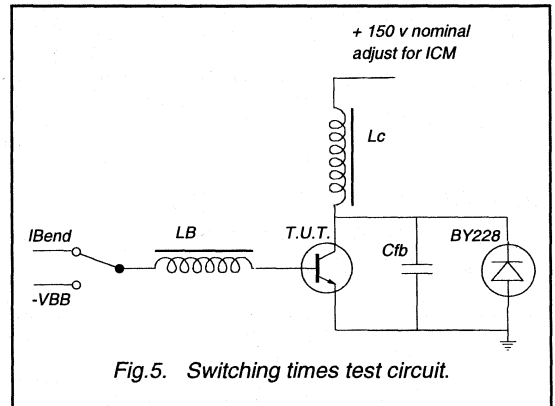 + 150 v nominal
adjust for ICM
Lc
IBend
LB
T.U.T.
Cfb
BY228
-VBB
Fig.5. Switching times test circuit.